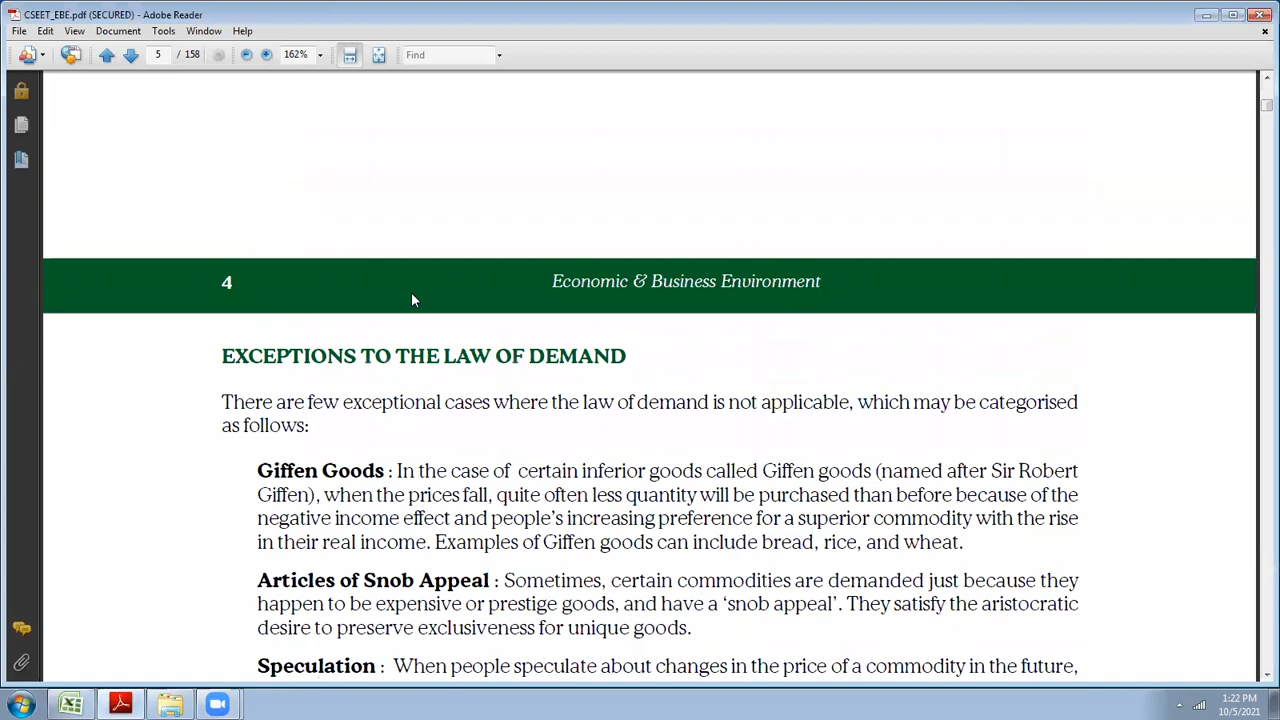 CSEET_EBE.pdf (SECURED) - Adobe Reader
File Edit View Document Tools Window Help
5 / 158 162% Find
4 Economic & Business Environment
EXCEPTIONS TO THE LAW OF DEMAND
There are few exceptional cases where the law of demand is not applicable, which may be categorised
as follows:
Giffen Goods : In the case of certain inferior goods called Giffen goods (named after Sir Robert
Giffen), when the prices fall, quite often less quantity will be purchased than before because of the
negative income effect and people's increasing preference for a superior commodity with the rise
in their real income. Examples of Giffen goods can include bread, rice, and wheat.
Articles of Snob Appeal : Sometimes, certain commodities are demanded just because they
happen to be expensive or prestige goods, and have a ‘snob appeal’. They satisfy the aristocratic
desire to preserve exclusiveness for unique goods.
Speculation : When people speculate about changes in the price of a commodity in the future,
1:22 PM
10/5/2021